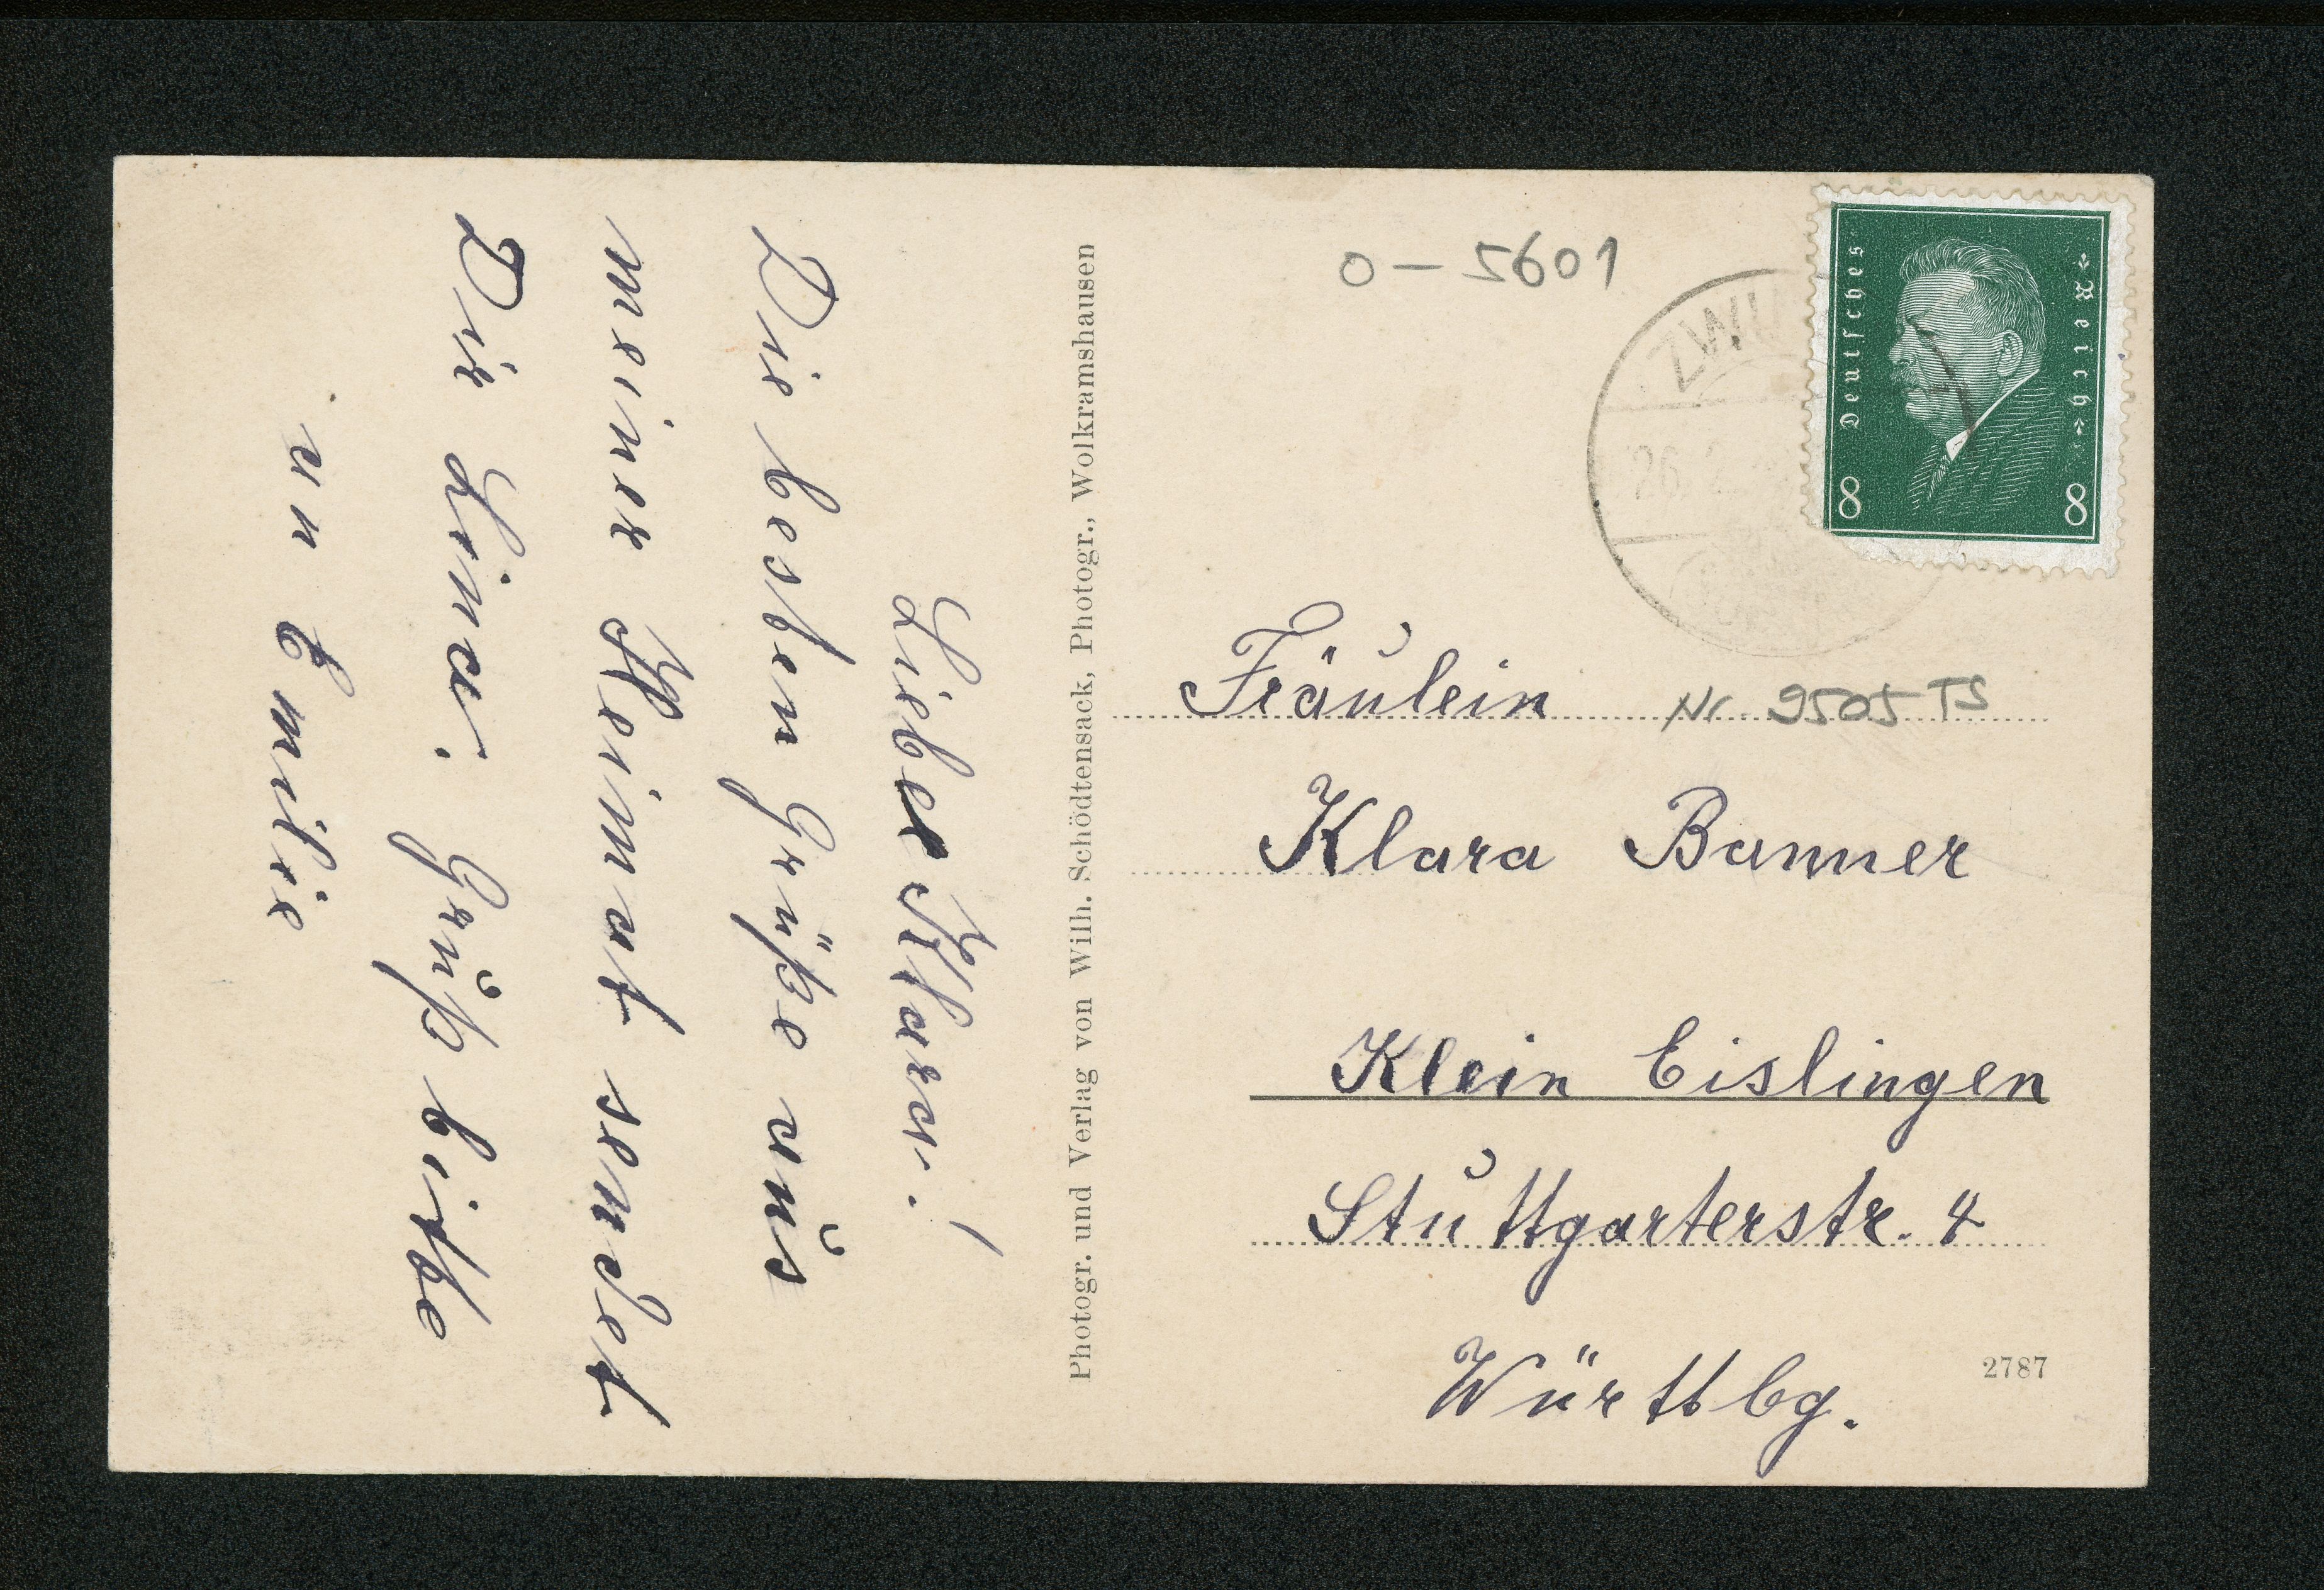 Liebe Klara!
Die besten Grüße aus
meiner Heimat sendet
Dir Lina. Gruß bitte
an Emilie
Photogr. und Verlag von Wilh. Schödtensack, Photogr., Wolkramshausen
0 – 5601
Deutsches Reich
8 8
ZWI
26.
Fräulein
Nr. 9505 TS
Klara Banner
Klein Eislingen
Stuttgarterstr. 4
Württbg.
2787